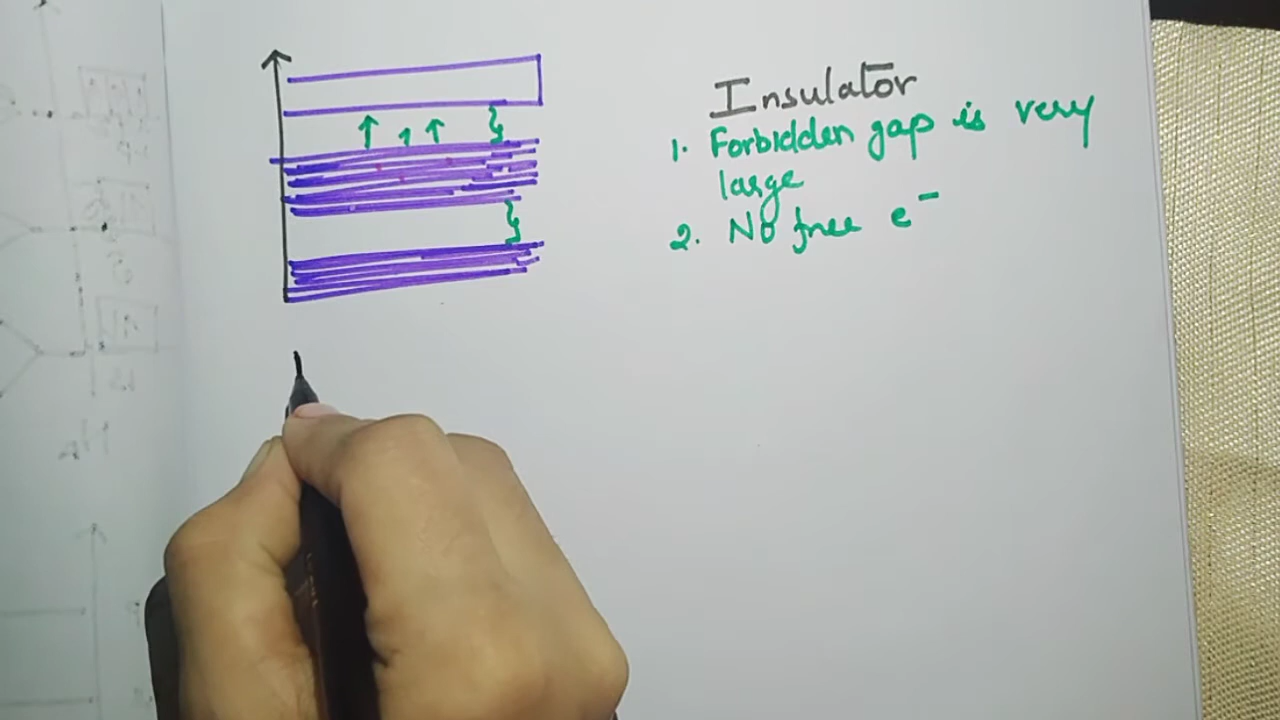 Insulator
1. Forbidden gap is very
large
2. No free e⁻